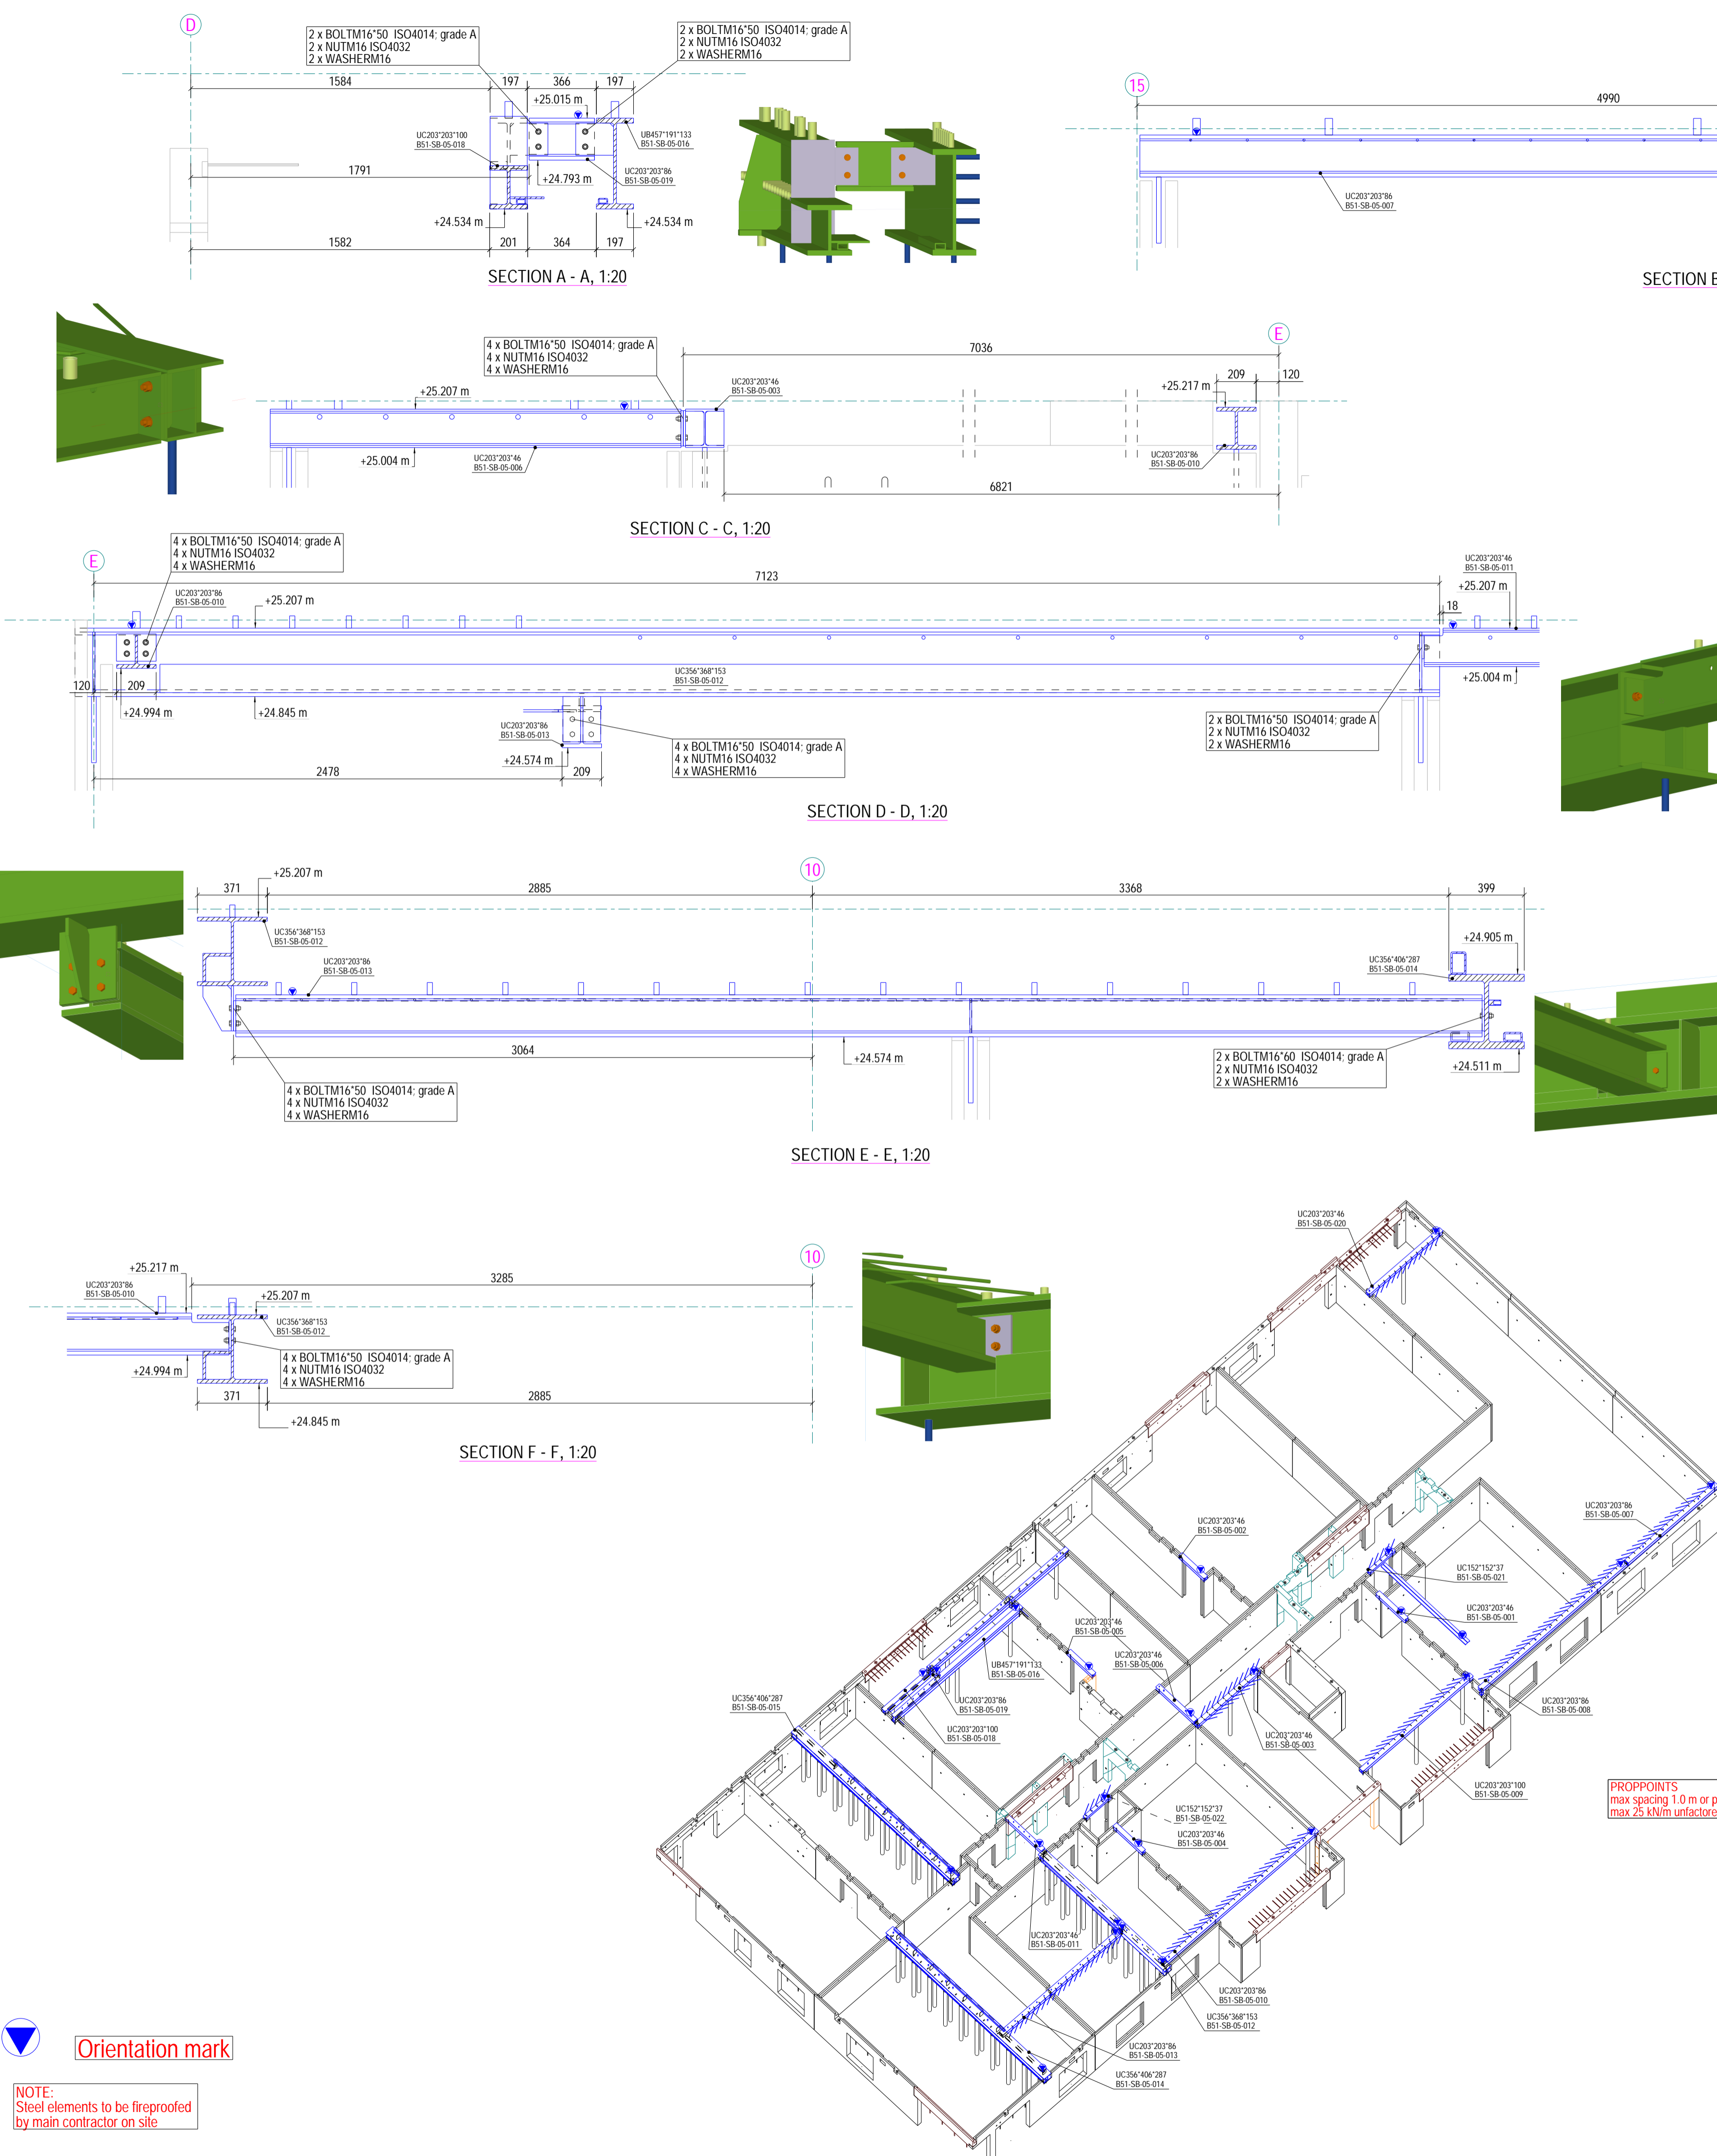 D
2 x BOLTM16*50 ISO4014; grade A
2 x NUTM16 ISO4032
2 x WASHERM16
2 x BOLTM16*50 ISO4014; grade A
2 x NUTM16 ISO4032
2 x WASHERM16
1584
197
366
197
+25.015 m
UC203*203*100
B51-SB-05-018
UB457*191*133
B51-SB-05-016
1791
+24.793 m
UC203*203*86
B51-SB-05-019
+24.534 m
+24.534 m
1582
201
364
197
SECTION A - A, 1:20
15
4990
UC203*203*86
B51-SB-05-007
SECTION B
4 x BOLTM16*50 ISO4014; grade A
4 x NUTM16 ISO4032
4 x WASHERM16
E
7036
UC203*203*46
B51-SB-05-003
+25.207 m
+25.217 m
209
120
+25.004 m
UC203*203*46
B51-SB-05-006
UC203*203*86
B51-SB-05-010
6821
SECTION C - C, 1:20
E
4 x BOLTM16*50 ISO4014; grade A
4 x NUTM16 ISO4032
4 x WASHERM16
7123
UC203*203*46
B51-SB-05-011
UC203*203*86
B51-SB-05-010
+25.207 m
+25.207 m
18
UC356*368*153
B51-SB-05-012
120
209
+24.994 m
+24.845 m
+25.004 m
UC203*203*86
B51-SB-05-013
+24.574 m
2478
209
4 x BOLTM16*50 ISO4014; grade A
4 x NUTM16 ISO4032
4 x WASHERM16
2 x BOLTM16*50 ISO4014; grade A
2 x NUTM16 ISO4032
2 x WASHERM16
SECTION D - D, 1:20
10
+25.207 m
371
2885
3368
399
UC356*368*153
B51-SB-05-012
UC203*203*86
B51-SB-05-013
+24.905 m
UC356*406*287
B51-SB-05-014
3064
+24.574 m
+24.511 m
4 x BOLTM16*50 ISO4014; grade A
4 x NUTM16 ISO4032
4 x WASHERM16
2 x BOLTM16*60 ISO4014; grade A
2 x NUTM16 ISO4032
2 x WASHERM16
SECTION E - E, 1:20
10
+25.217 m
3285
UC203*203*86
B51-SB-05-010
+25.207 m
UC356*368*153
B51-SB-05-012
4 x BOLTM16*50 ISO4014; grade A
4 x NUTM16 ISO4032
4 x WASHERM16
+24.994 m
371
2885
+24.845 m
SECTION F - F, 1:20
UC203*203*46
B51-SB-05-020
UC203*203*86
B51-SB-05-007
UC203*203*46
B51-SB-05-002
UC152*152*37
B51-SB-05-021
UC203*203*46
B51-SB-05-001
UC203*203*46
B51-SB-05-005
UC203*203*46
B51-SB-05-006
UB457*191*133
B51-SB-05-016
UC356*406*287
B51-SB-05-015
UC203*203*86
B51-SB-05-019
UC203*203*86
B51-SB-05-008
UC203*203*100
B51-SB-05-018
UC203*203*46
B51-SB-05-003
UC203*203*100
B51-SB-05-009
PROPPOINTS
max spacing 1.0 m or p
max 25 kN/m unfactore
UC152*152*37
B51-SB-05-022
UC203*203*46
B51-SB-05-004
UC203*203*46
B51-SB-05-011
UC203*203*86
B51-SB-05-010
UC356*368*153
B51-SB-05-012
UC203*203*86
B51-SB-05-013
UC356*406*287
B51-SB-05-014
Orientation mark
NOTE:
Steel elements to be fireproofed
by main contractor on site